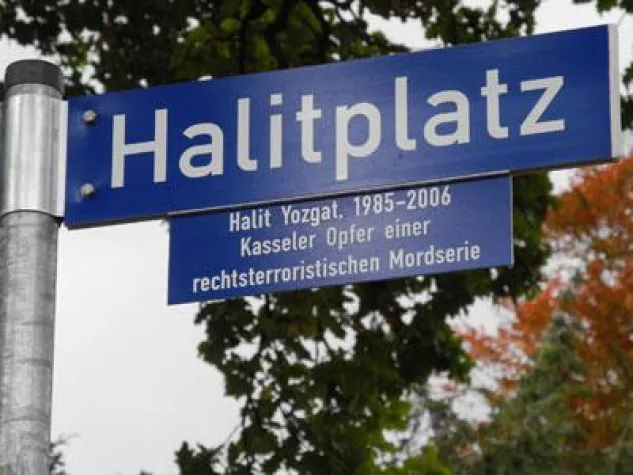 Halitplatz
Halit Yozgat, 1985-2006
Kasseler Opfer einer
rechtsterroristischen Mordserie